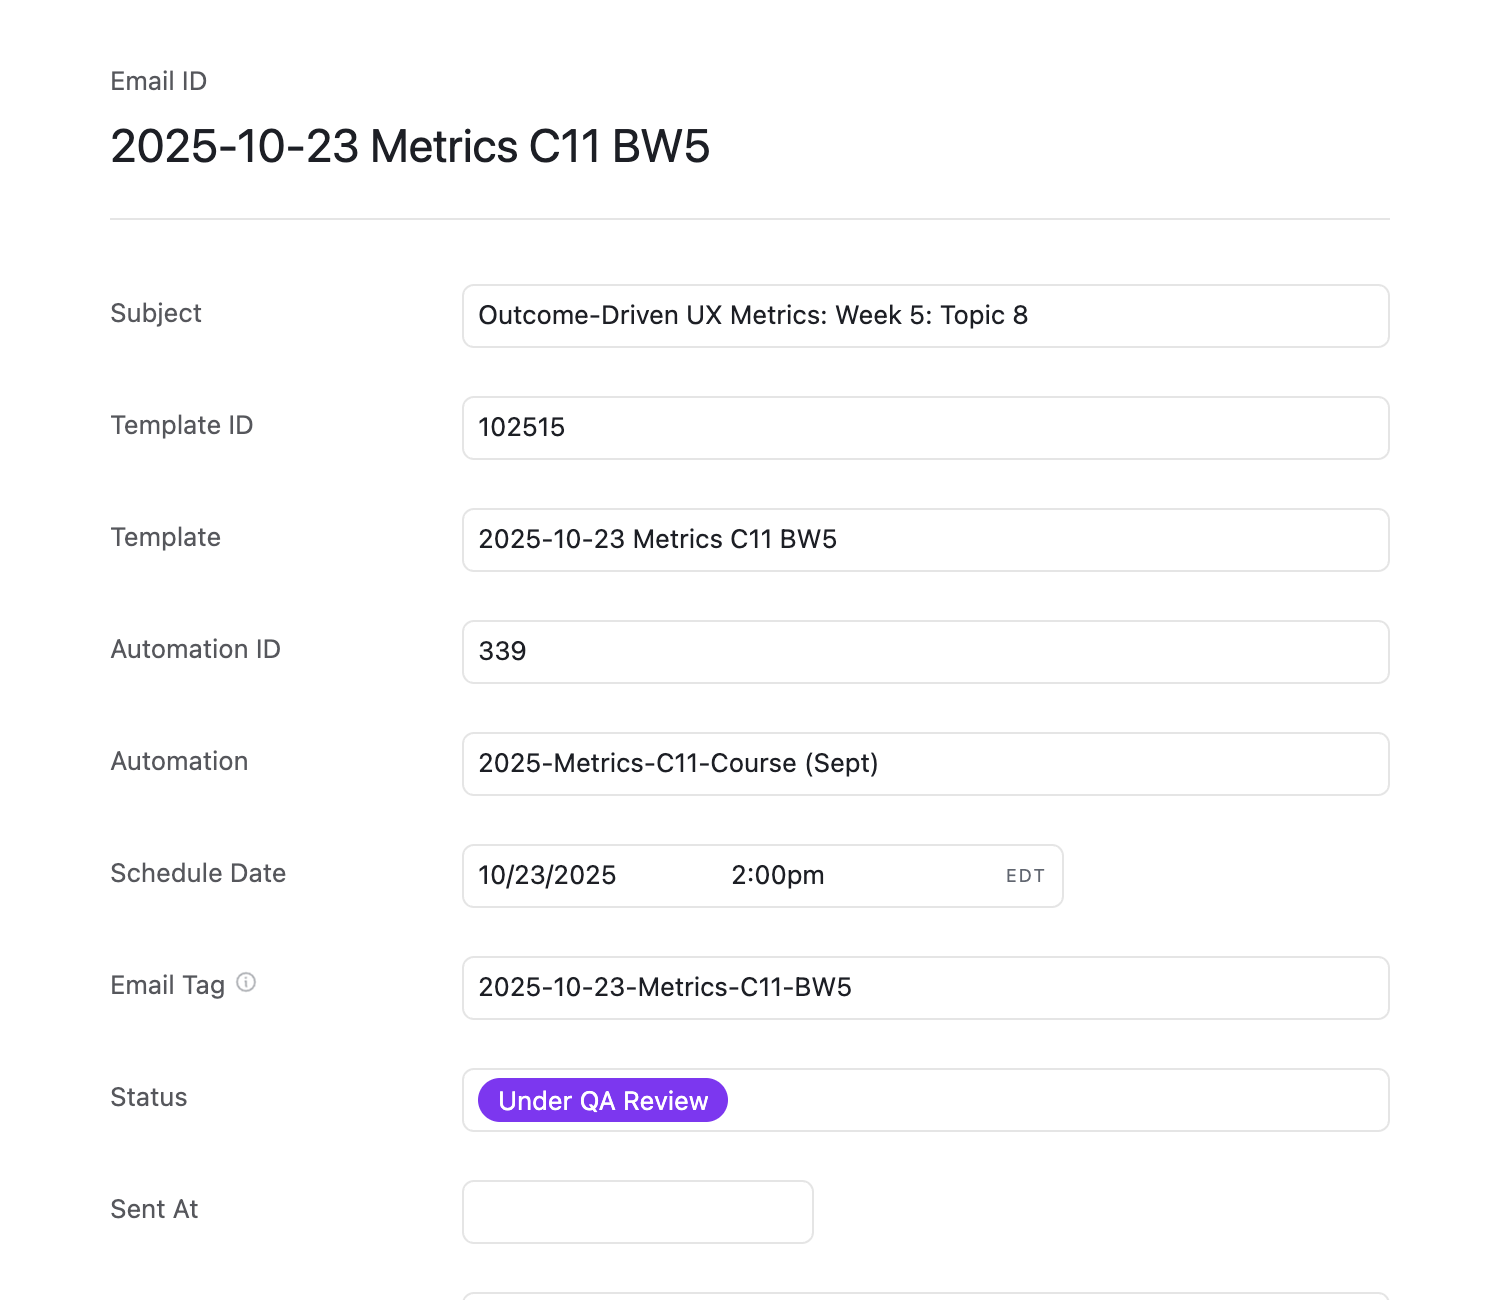 Email ID
2025-10-23 Metrics C11 BW5
Subject
Outcome-Driven UX Metrics: Week 5: Topic 8
Template ID
102515
Template
2025-10-23 Metrics C11 BW5
Automation ID
339
Automation
2025-Metrics-C11-Course (Sept)
Schedule Date
10/23/2025 2:00pm EDT
Email Tag
2025-10-23-Metrics-C11-BW5
Status
Under QA Review
Sent At